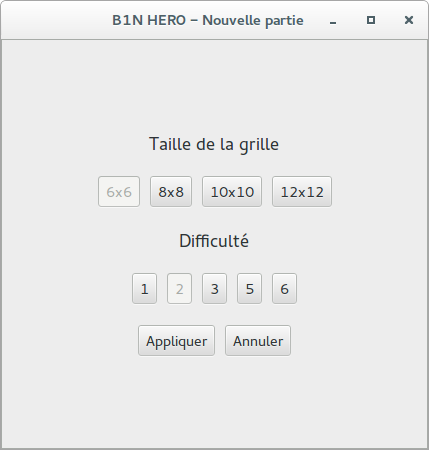 B1N HERO – Nouvelle partie
Taille de la grille
6x6 8x8 10x10 12x12
Difficulté
1 2 3 5 6
Appliquer Annuler